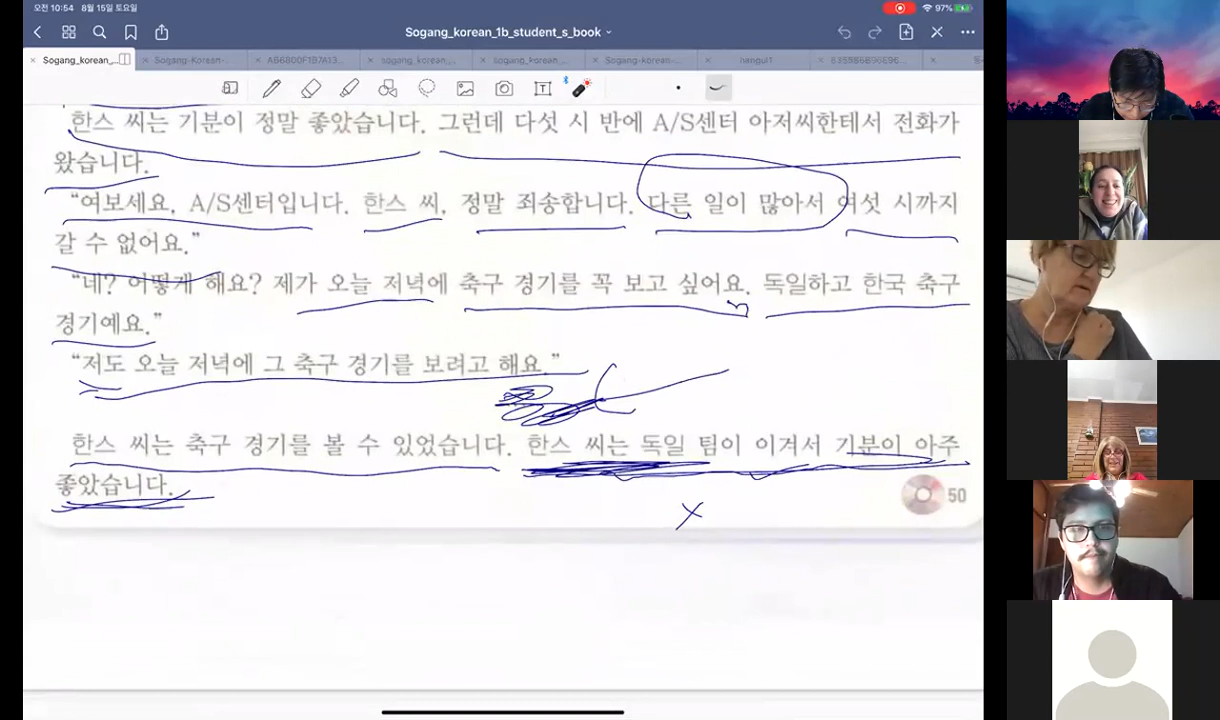 오전 10:54 8월 15일 토요일
97%
Sogang_korean_1b_student_s_book
Sogang_korean_...
Sogang-Korean-...
A66800F1B7A13...
sogang_korean_...
sogang_korean_...
Sogang-korean-...
hangul1
한스 씨는 기분이 정말 좋았습니다. 그런데 다섯 시 반에 A/S센터 아저씨한테서 전화가
왔습니다.
“여보세요, A/S센터입니다. 한스 씨, 정말 죄송합니다. 다른 일이 많아서 여섯 시까지
갈 수 없어요.”
“네? 어떻게 해요? 제가 오늘 저녁에 축구 경기를 꼭 보고 싶어요. 독일하고 한국 축구
경기예요.”
“저도 오늘 저녁에 그 축구 경기를 보려고 해요.”
한스 씨는 축구 경기를 볼 수 있었습니다. 한스 씨는 독일 팀이 이겨서 기분이 아주
좋았습니다.
50